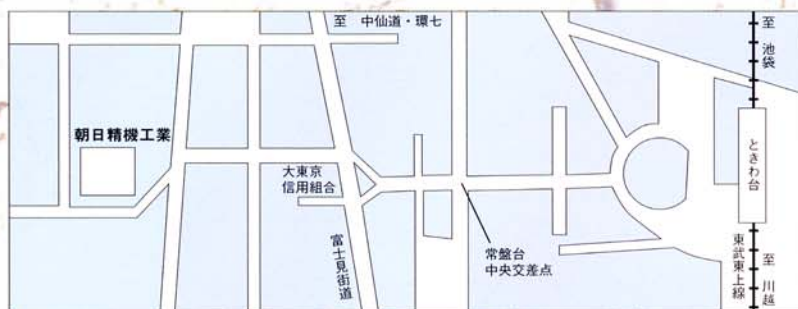 至 中仙道・環七
至 池袋
朝日精機工業
ときわ台
大東京
信用組合
富士見街道
常盤台
中央交差点
東武東上線
至 川越